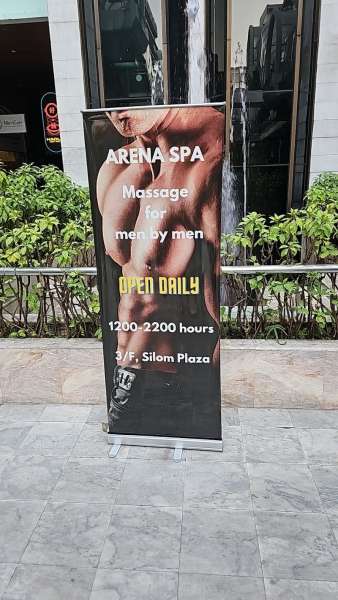 ARENA SPA
Massage
for
men by men
OPEN DAILY
1200-2200 hours
3/F, Silom Plaza